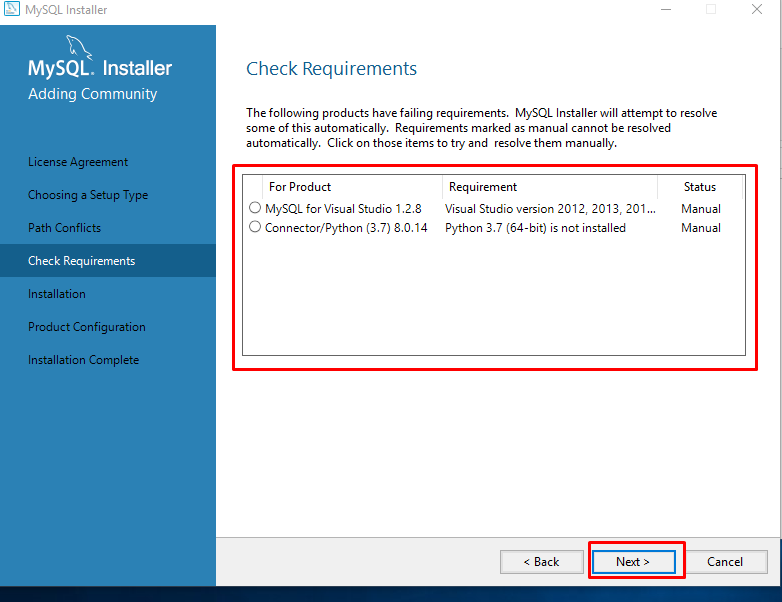 MySQL Installer
MySQL. Installer
Adding Community
License Agreement
Choosing a Setup Type
Path Conflicts
Check Requirements
Installation
Product Configuration
Installation Complete
Check Requirements
The following products have failing requirements. MySQL Installer will attempt to resolve
some of this automatically. Requirements marked as manual cannot be resolved
automatically. Click on those items to try and resolve them manually.
For Product Requirement Status
MySQL for Visual Studio 1.2.8 Visual Studio version 2012, 2013, 201... Manual
Connector/Python (3.7) 8.0.14 Python 3.7 (64-bit) is not installed Manual
< Back Next > Cancel